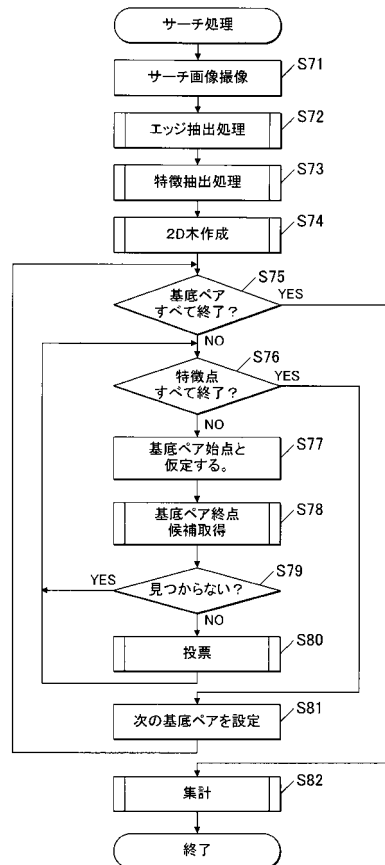 サーチ処理
サーチ画像撮像
S71
エッジ抽出処理
S72
特徴抽出処理
S73
2D木作成
S74
基底ペア
すべて終了？
S75
YES
NO
特徴点
すべて終了？
S76
YES
NO
基底ペア始点と
仮定する。
S77
基底ペア終点
候補取得
S78
見つからない？
S79
YES
NO
投票
S80
次の基底ペアを設定
S81
集計
S82
終了